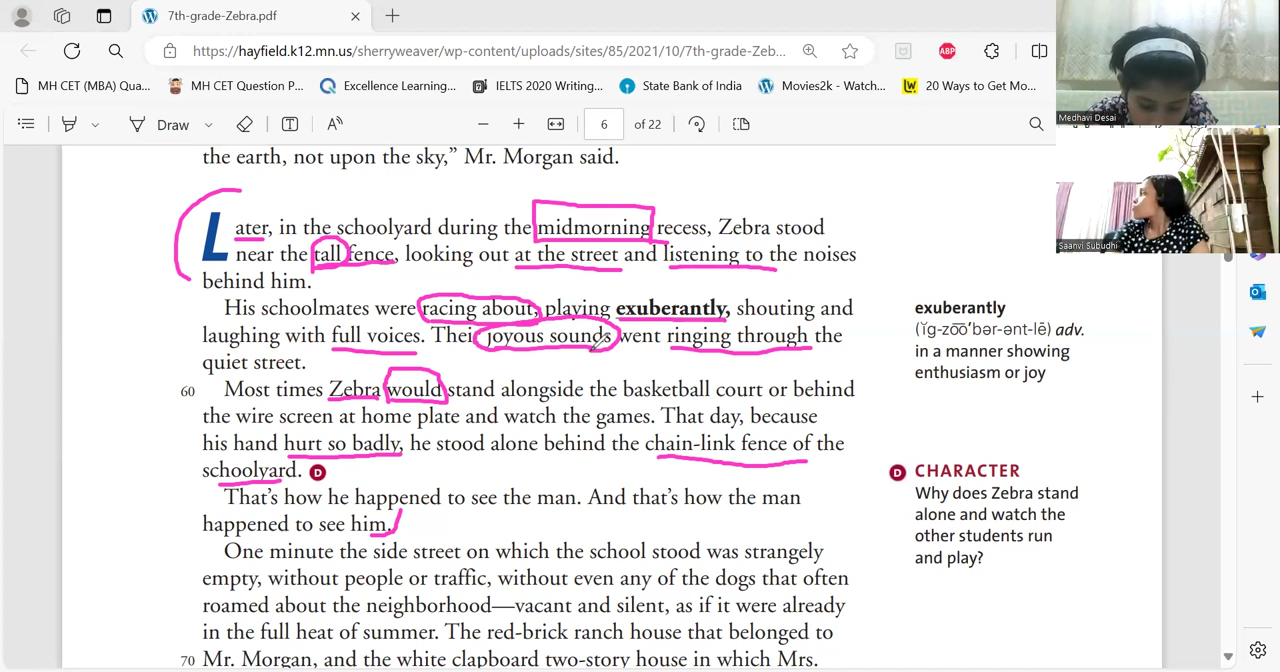 7th-grade-Zebra.pdf
https://hayfield.k12.mn.us/sherryweaver/wp-content/uploads/sites/85/2021/10/7th-grade-Zeb...
ABP
MH CET (MBA) Qua...
MH CET Question P...
Excellence Learning...
IELTS 2020 Writing...
State Bank of India
Movies2k - Watch...
20 Ways to Get Mo...
Draw
6 of 22
Medhavi Desai
Saanvi Subudhi
the earth, not upon the sky,” Mr. Morgan said.
Later, in the schoolyard during the midmorning recess, Zebra stood
near the tall fence, looking out at the street and listening to the noises
behind him.
His schoolmates were racing about, playing exuberantly, shouting and
laughing with full voices. Their joyous sounds went ringing through the
quiet street.
60 Most times Zebra would stand alongside the basketball court or behind
the wire screen at home plate and watch the games. That day, because
his hand hurt so badly, he stood alone behind the chain-link fence of the
schoolyard. D
That’s how he happened to see the man. And that’s how the man
happened to see him.
One minute the side street on which the school stood was strangely
empty, without people or traffic, without even any of the dogs that often
roamed about the neighborhood—vacant and silent, as if it were already
in the full heat of summer. The red-brick ranch house that belonged to
70 Mr. Morgan, and the white clapboard two-story house in which Mrs.
exuberantly
(ĭg-zōō′bər-ənt-lē) adv.
in a manner showing
enthusiasm or joy
D CHARACTER
Why does Zebra stand
alone and watch the
other students run
and play?